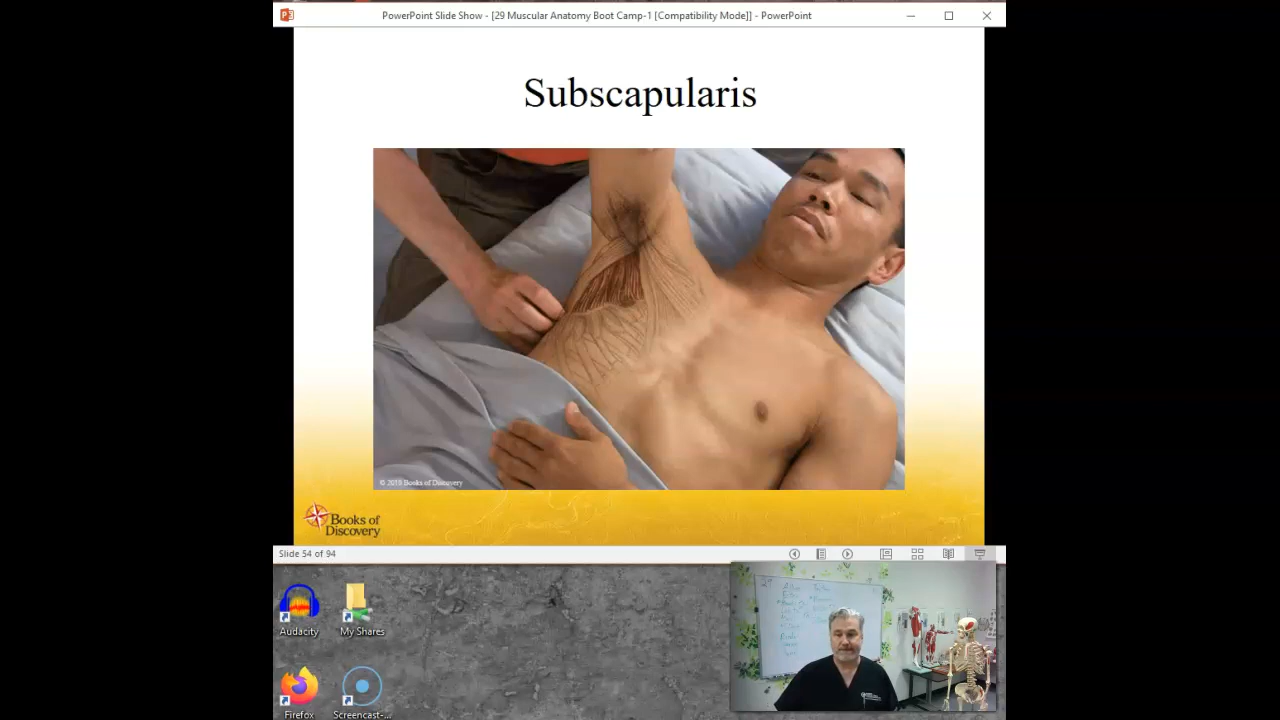 PowerPoint Slide Show - [29 Muscular Anatomy Boot Camp-1 [Compatibility Mode]] - PowerPoint
Subscapularis
© 2019 Books of Discovery
Books of
Discovery
Slide 54 of 94
Audacity
My Shares
Firefox
Screencast-...